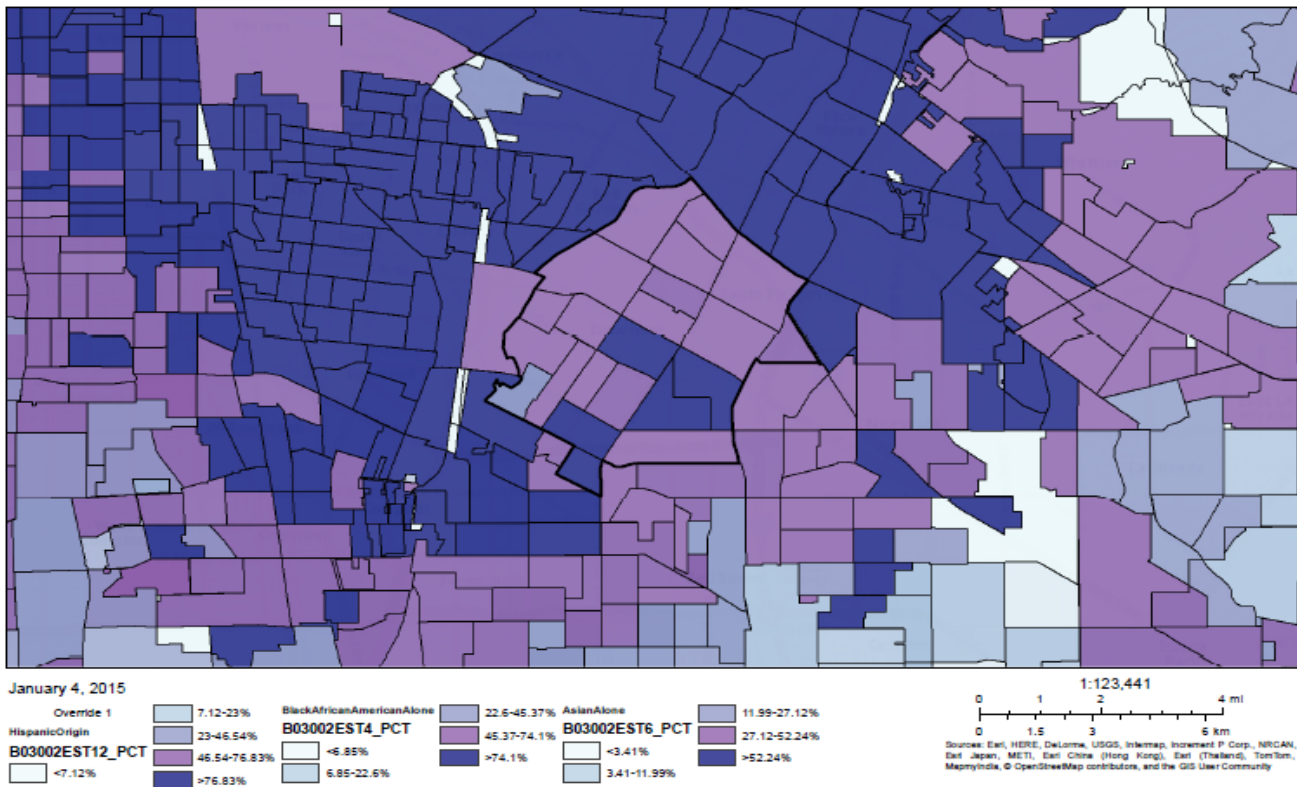 January 4, 2015
Override 1
HispanicOrigin
B03002EST12_PCT
<7.12%
7.12-23%
23-46.54%
46.54-76.83%
>76.83%
BlackAfricanAmericanAlone
B03002EST4_PCT
<6.85%
6.85-22.6%
22.6-45.37%
45.37-74.1%
>74.1%
AsianAlone
B03002EST6_PCT
<3.41%
3.41-11.99%
11.99-27.12%
27.12-52.24%
>52.24%
1:123,441
0 1 2 4 mi
0 1.5 3 6 km
Sources: Esri, HERE, DeLorme, USGS, Intermap, increment P Corp., NRCAN,
Esri Japan, METI, Esri China (Hong Kong), Esri (Thailand), TomTom,
MapmyIndia, © OpenStreetMap contributors, and the GIS User Community